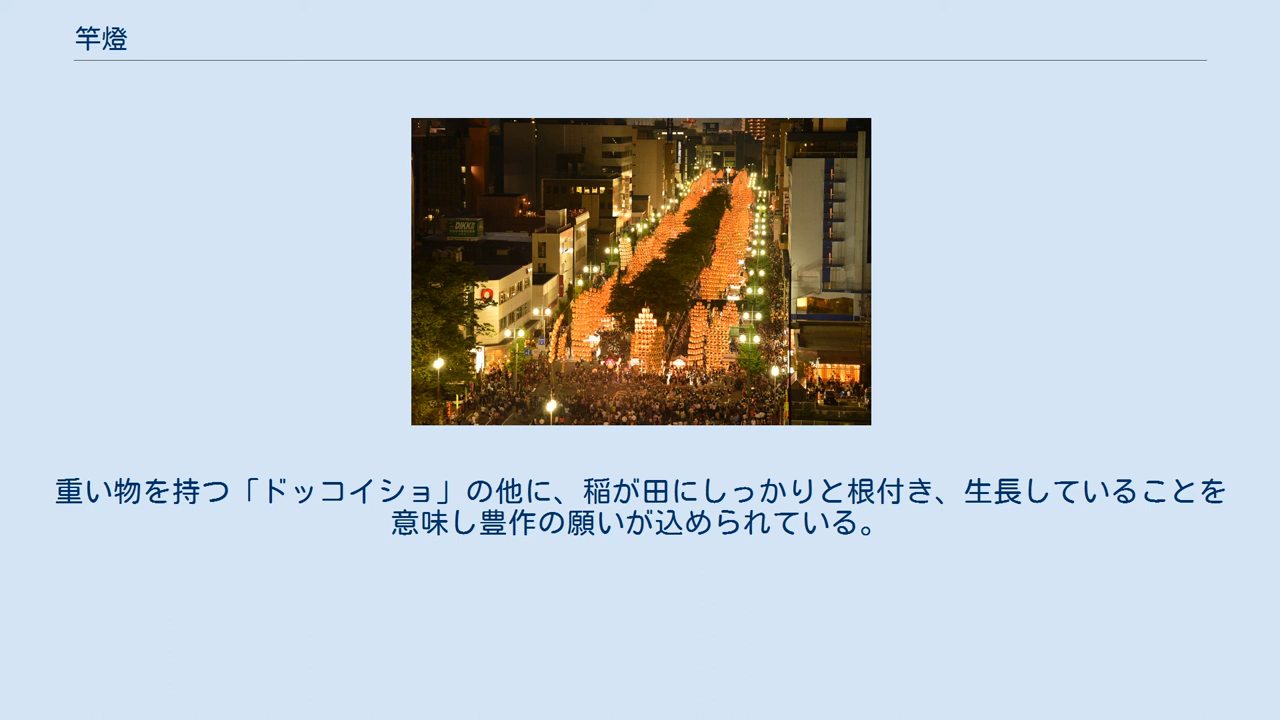 竿燈
重い物を持つ「ドッコイショ」の他に、稲が田にしっかりと根付き、生長していることを
意味し豊作の願いが込められている。